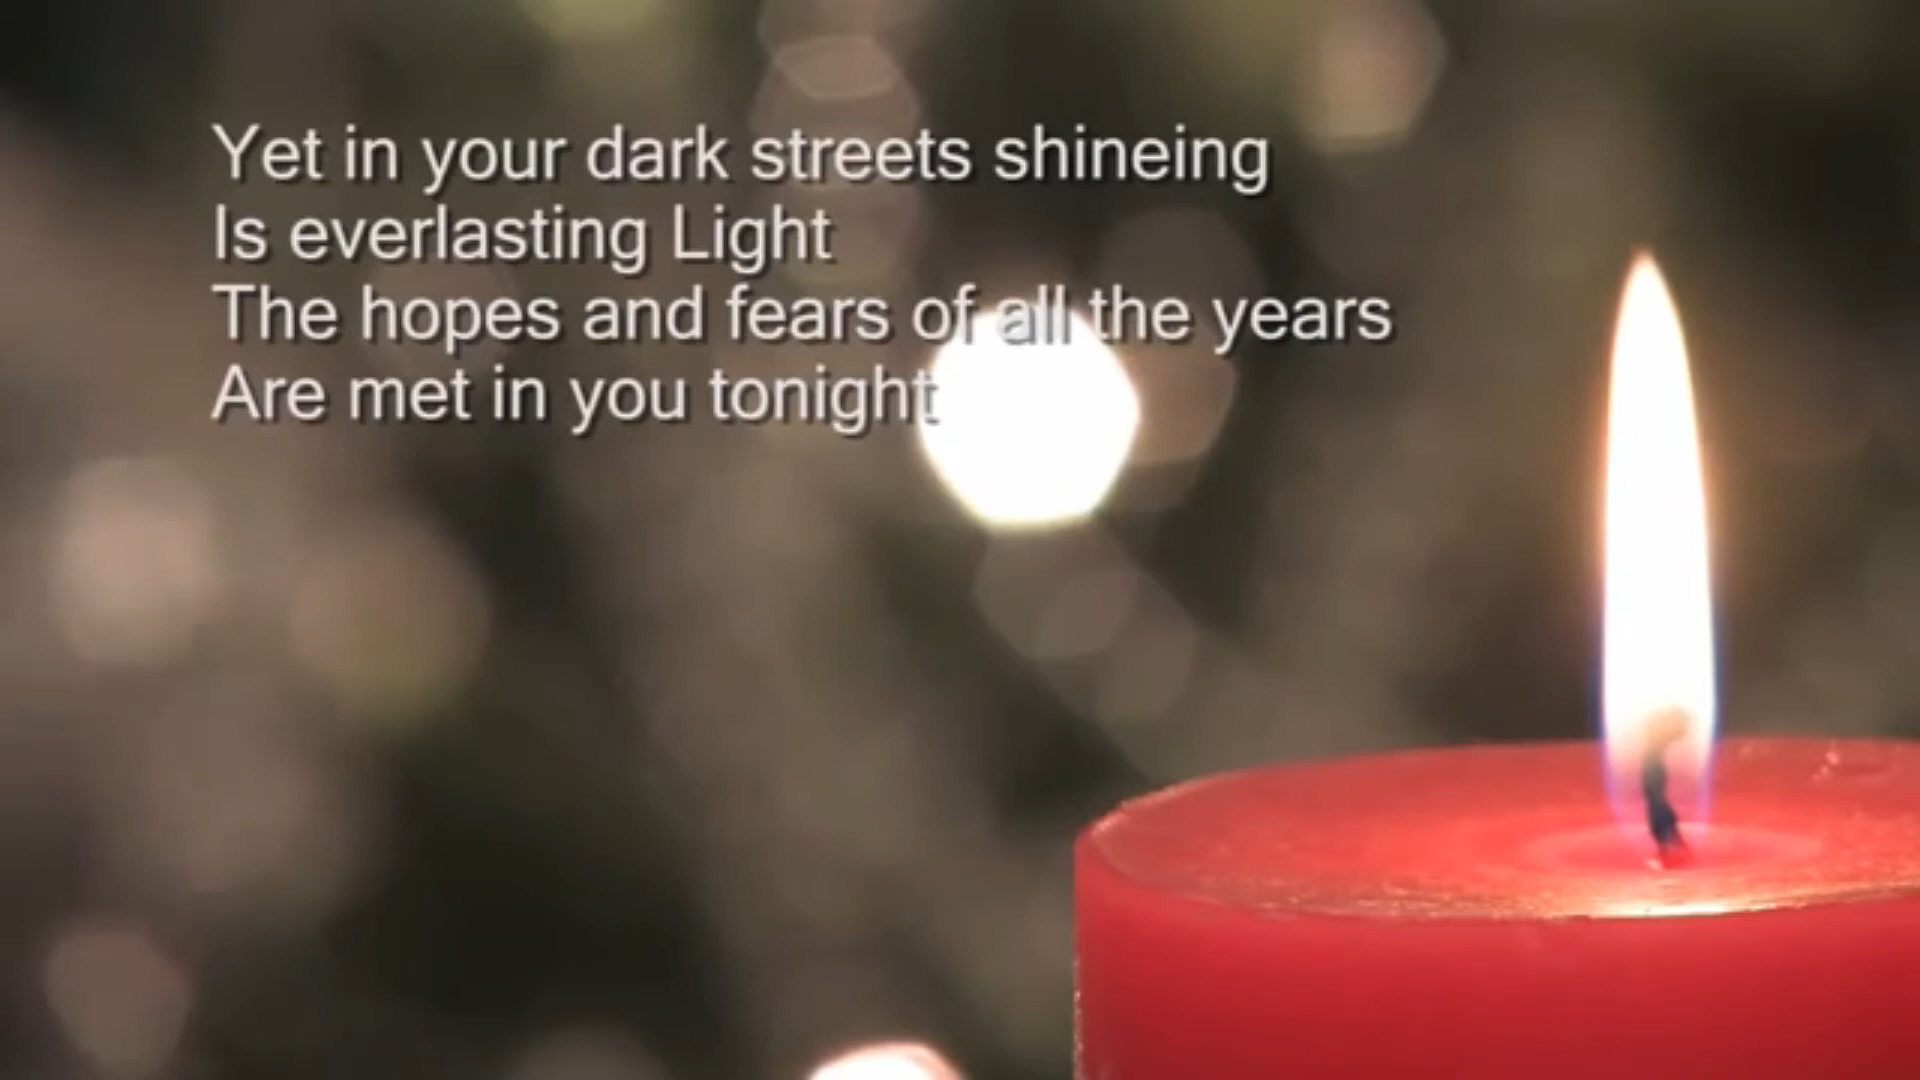 Yet in your dark streets shineing
Is everlasting Light
The hopes and fears of all the years
Are met in you tonight